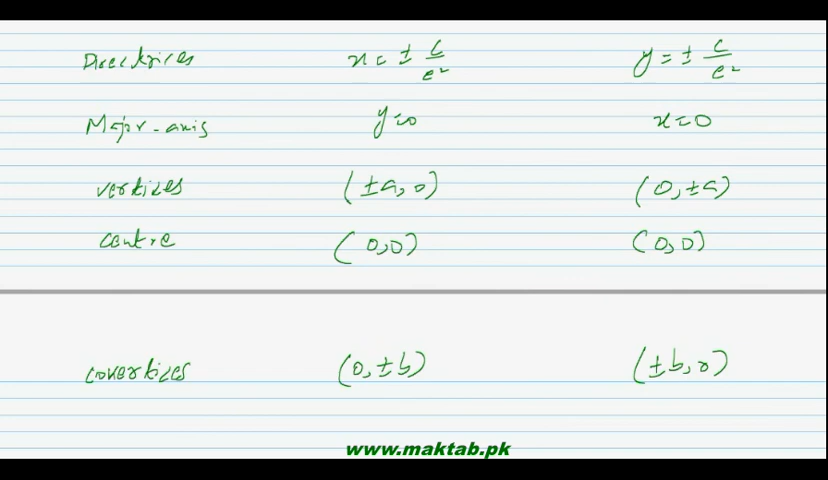 Directrices x = ± c/e² y = ± c/e²
Major-axis y=0 x=0
vertices (±a, 0) (0, ±a)
centre (0,0) (0,0)
covertices (0, ±b) (±b, 0)
www.maktab.pk